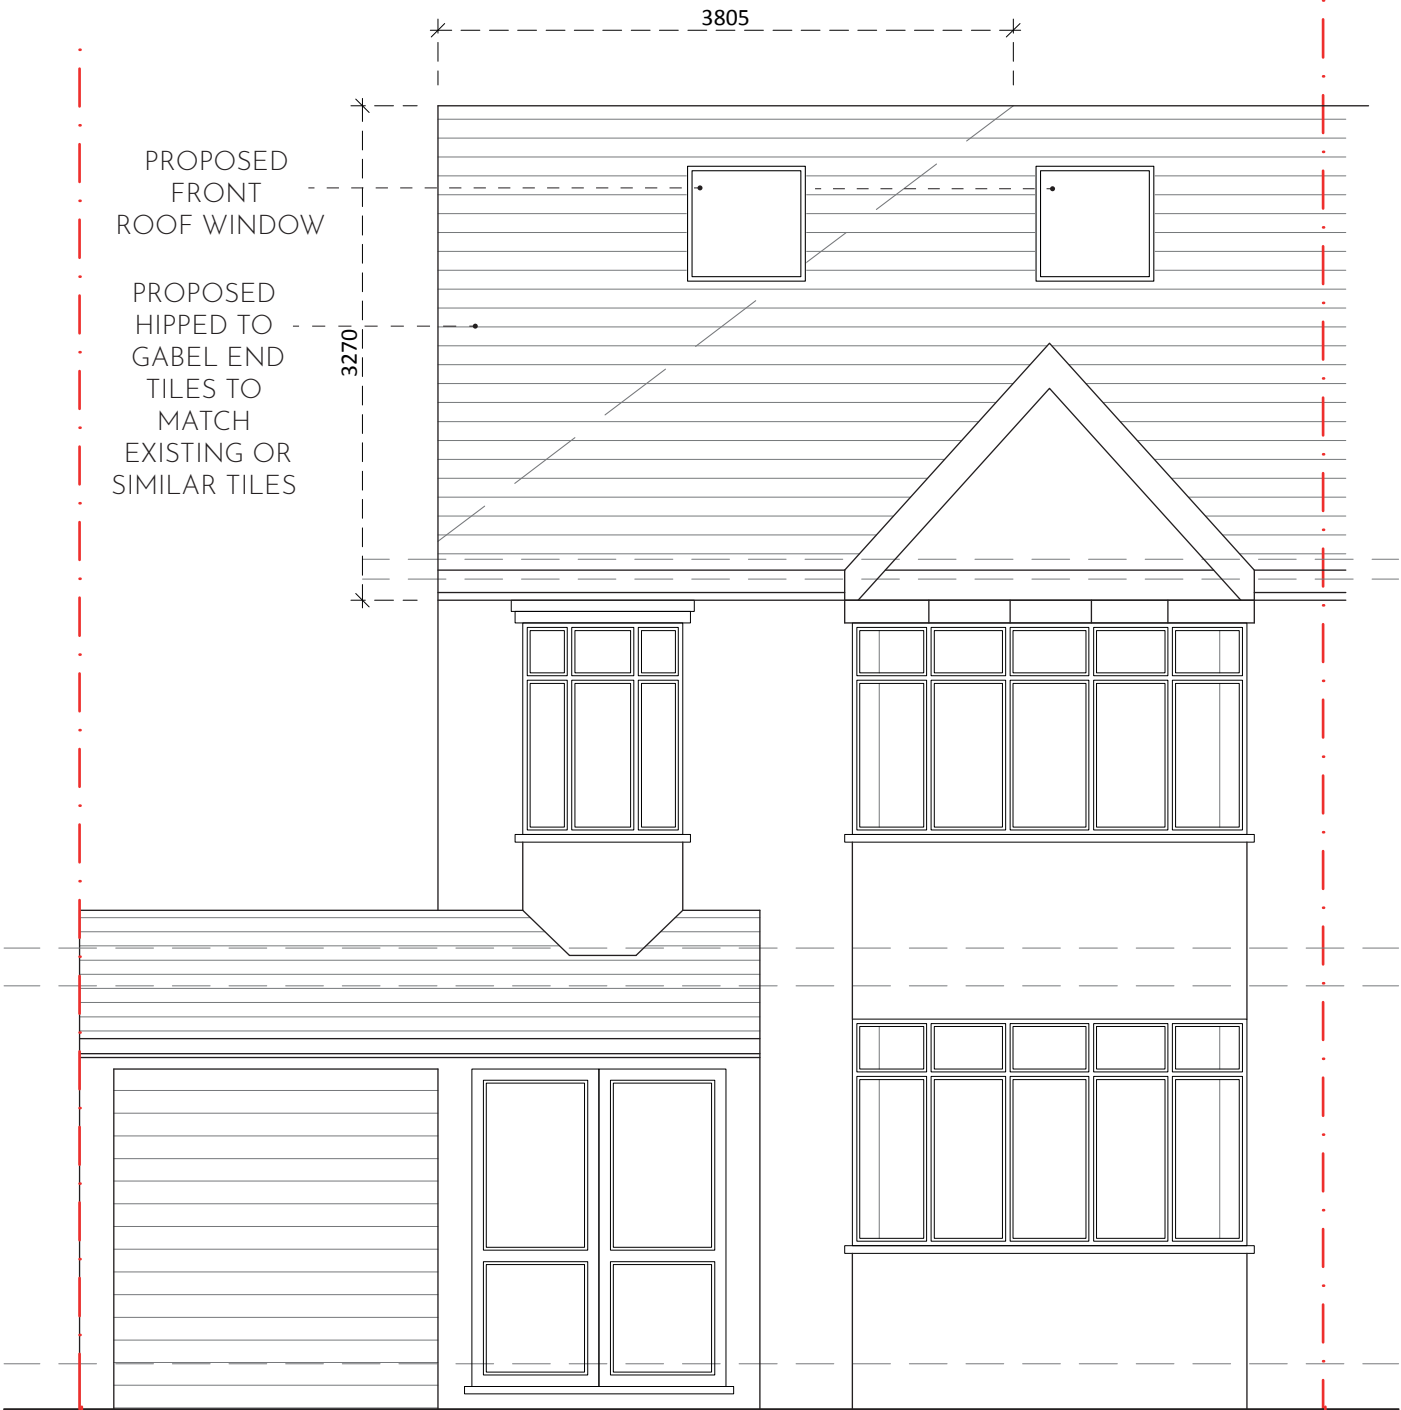 3805
PROPOSED
FRONT
ROOF WINDOW
PROPOSED
HIPPED TO
GABEL END
TILES TO
MATCH
EXISTING OR
SIMILAR TILES
3270